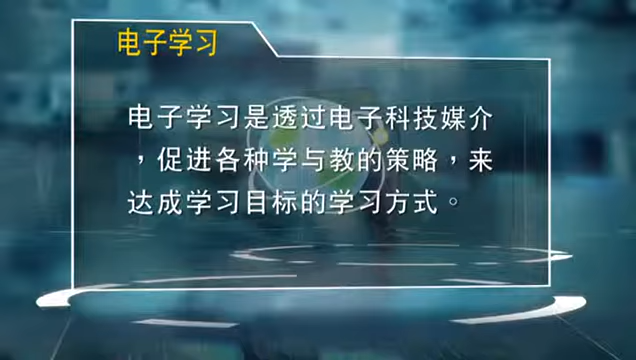 电子学习
电子学习是透过电子科技媒介
，促进各种学与教的策略，来
达成学习目标的学习方式。